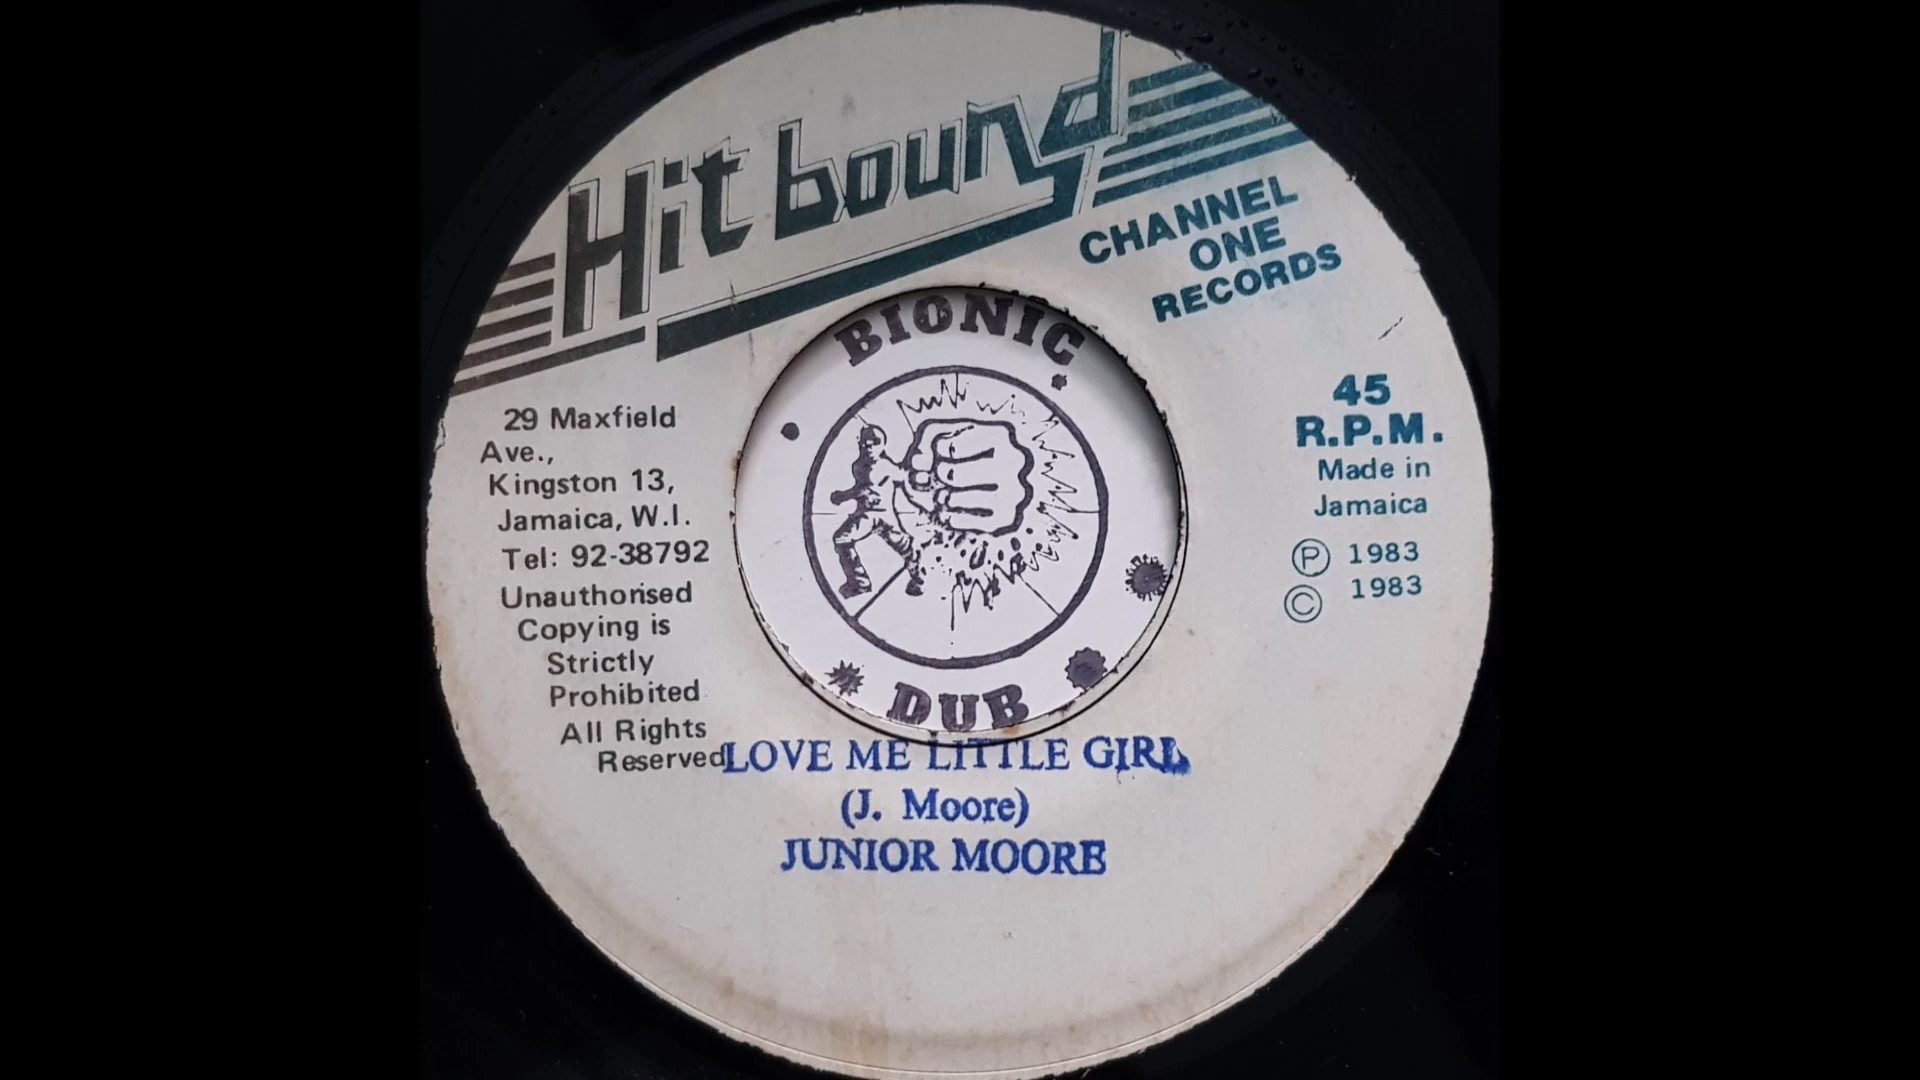 Hit bound
CHANNEL
ONE
RECORDS
29 Maxfield
Ave.,
Kingston 13,
Jamaica, W.I.
Tel: 92-38792
Unauthorised
Copying is
Strictly
Prohibited
All Rights
Reserved
BIONIC
DUB
45
R.P.M.
Made in
Jamaica
Ⓟ 1983
© 1983
LOVE ME LITTLE GIRL
(J. Moore)
JUNIOR MOORE